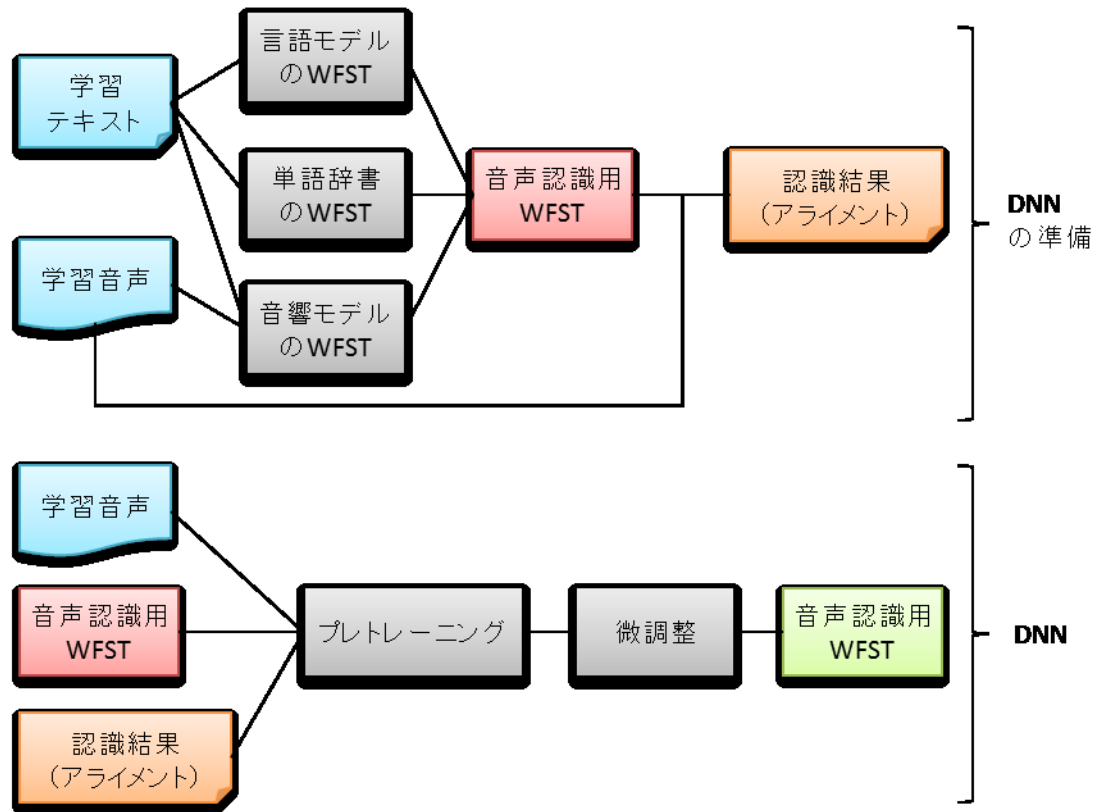 学習
テキスト
学習音声
言語モデル
のWFST
単語辞書
のWFST
音響モデル
のWFST
音声認識用
WFST
認識結果
（アライメント）
DNN
の準備
学習音声
音声認識用
WFST
認識結果
（アライメント）
プレトレーニング
微調整
音声認識用
WFST
DNN